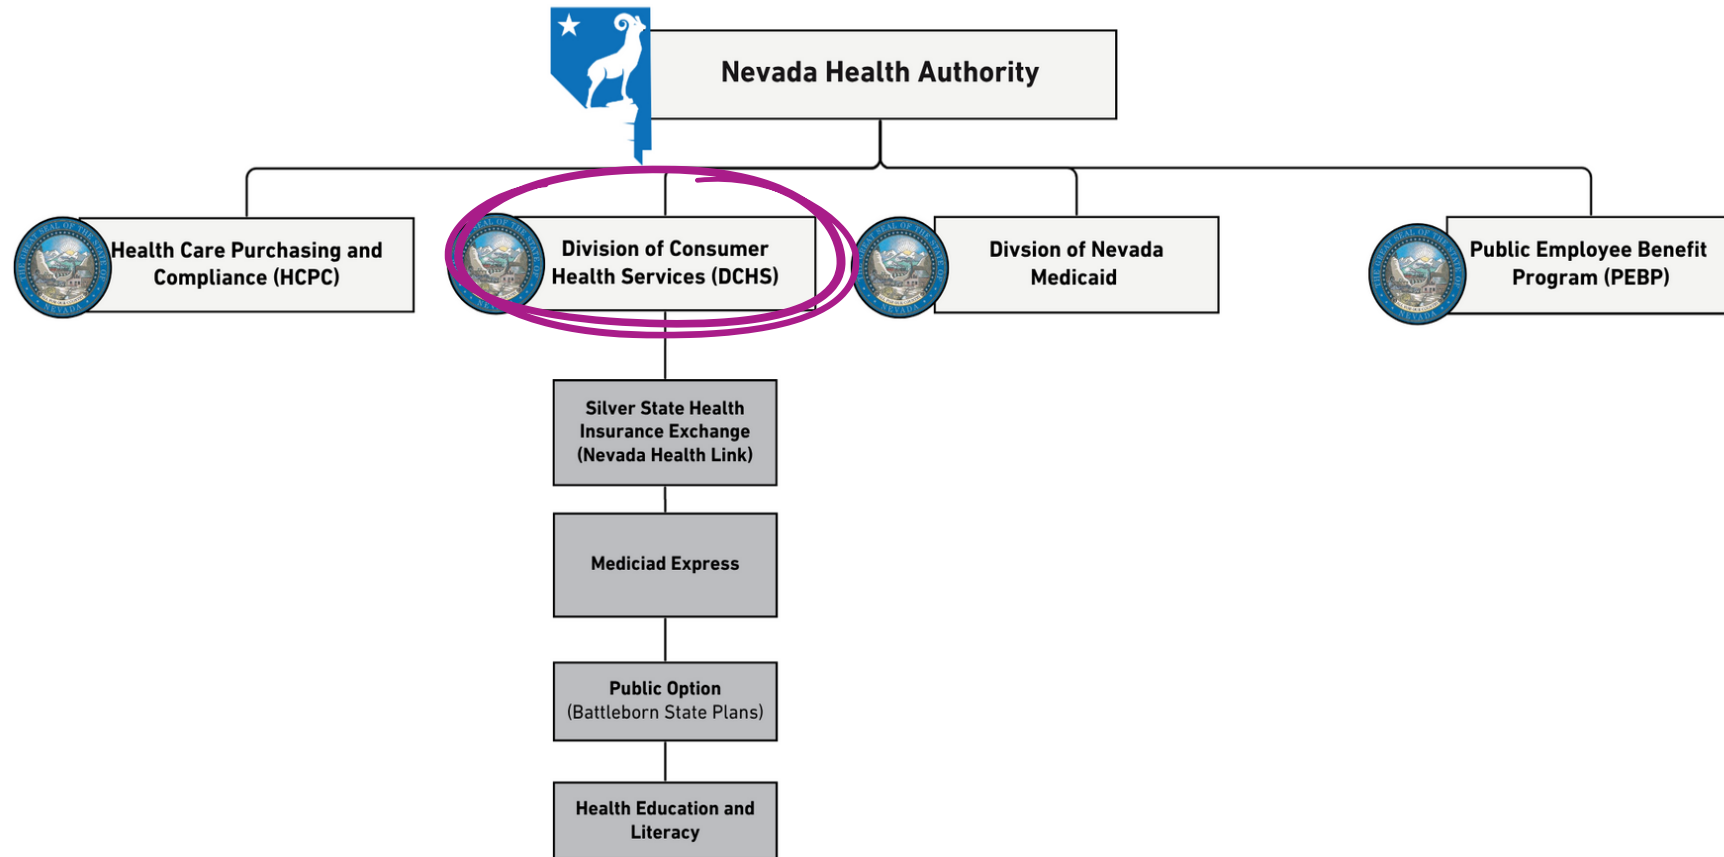 Nevada Health Authority
Health Care Purchasing and
Compliance (HCPC)
Division of Consumer
Health Services (DCHS)
Divsion of Nevada
Medicaid
Public Employee Benefit
Program (PEBP)
Silver State Health
Insurance Exchange
(Nevada Health Link)
Mediciad Express
Public Option
(Battleborn State Plans)
Health Education and
Literacy